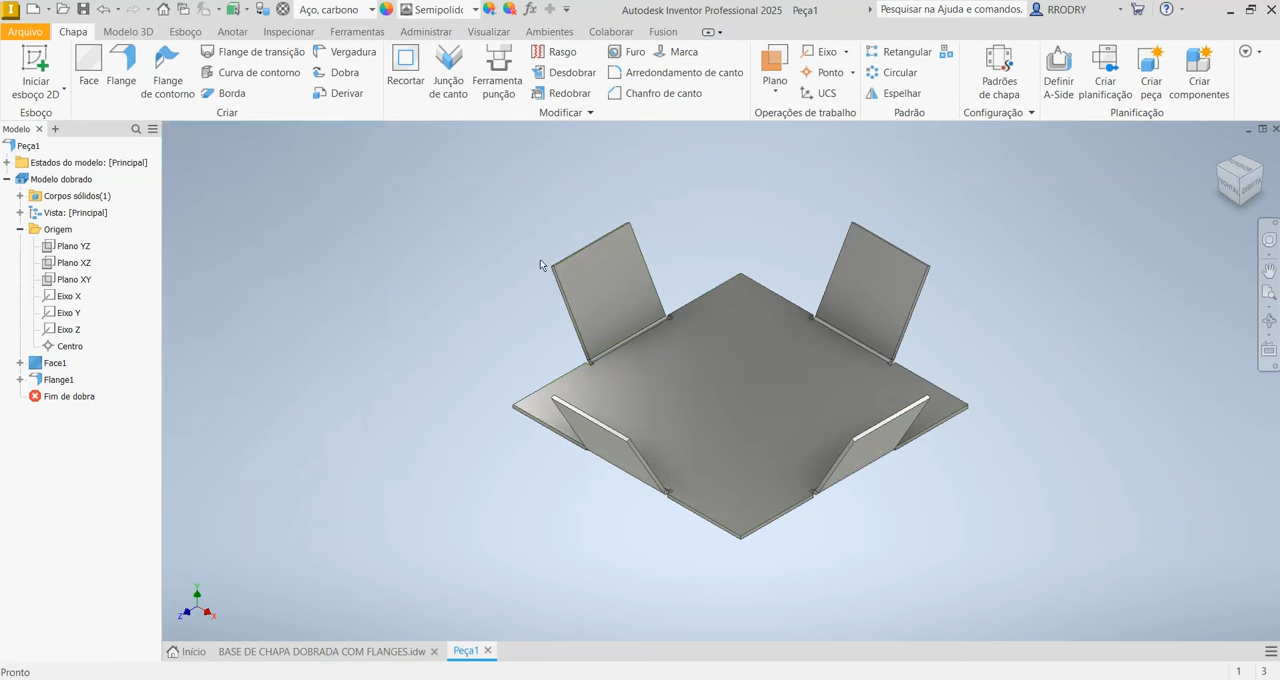 Aço, carbono
Semipolid
Autodesk Inventor Professional 2025 Peça1
Pesquisar na Ajuda e comandos.
RRODRY
Arquivo Chapa Modelo 3D Esboço Anotar Inspecionar Ferramentas Administrar Visualizar Ambientes Colaborar Fusion
Iniciar
esboço 2D
Esboço
Face
Flange
Flange
de contorno
Flange de transição
Curva de contorno
Borda
Vergadura
Dobra
Derivar
Criar
Recortar
Junção
de canto
Ferramenta
punção
Rasgo
Desdobrar
Redobrar
Furo
Marca
Arredondamento de canto
Chanfro de canto
Modificar
Plano
Eixo
Ponto
UCS
Operações de trabalho
Retangular
Circular
Espelhar
Padrão
Padrões
de chapa
Configuração
Definir
A-Side
Criar
planificação
Criar
peça
Criar
componentes
Planificação
Modelo
Peça1
Estados do modelo: [Principal]
Modelo dobrado
Corpos sólidos(1)
Vista: [Principal]
Origem
Plano YZ
Plano XZ
Plano XY
Eixo X
Eixo Y
Eixo Z
Centro
Face1
Flange1
Fim de dobra
FRONTAL
DIREITA
Y
Z
X
Início
BASE DE CHAPA DOBRADA COM FLANGES.idw
Peça1
Pronto
1 3